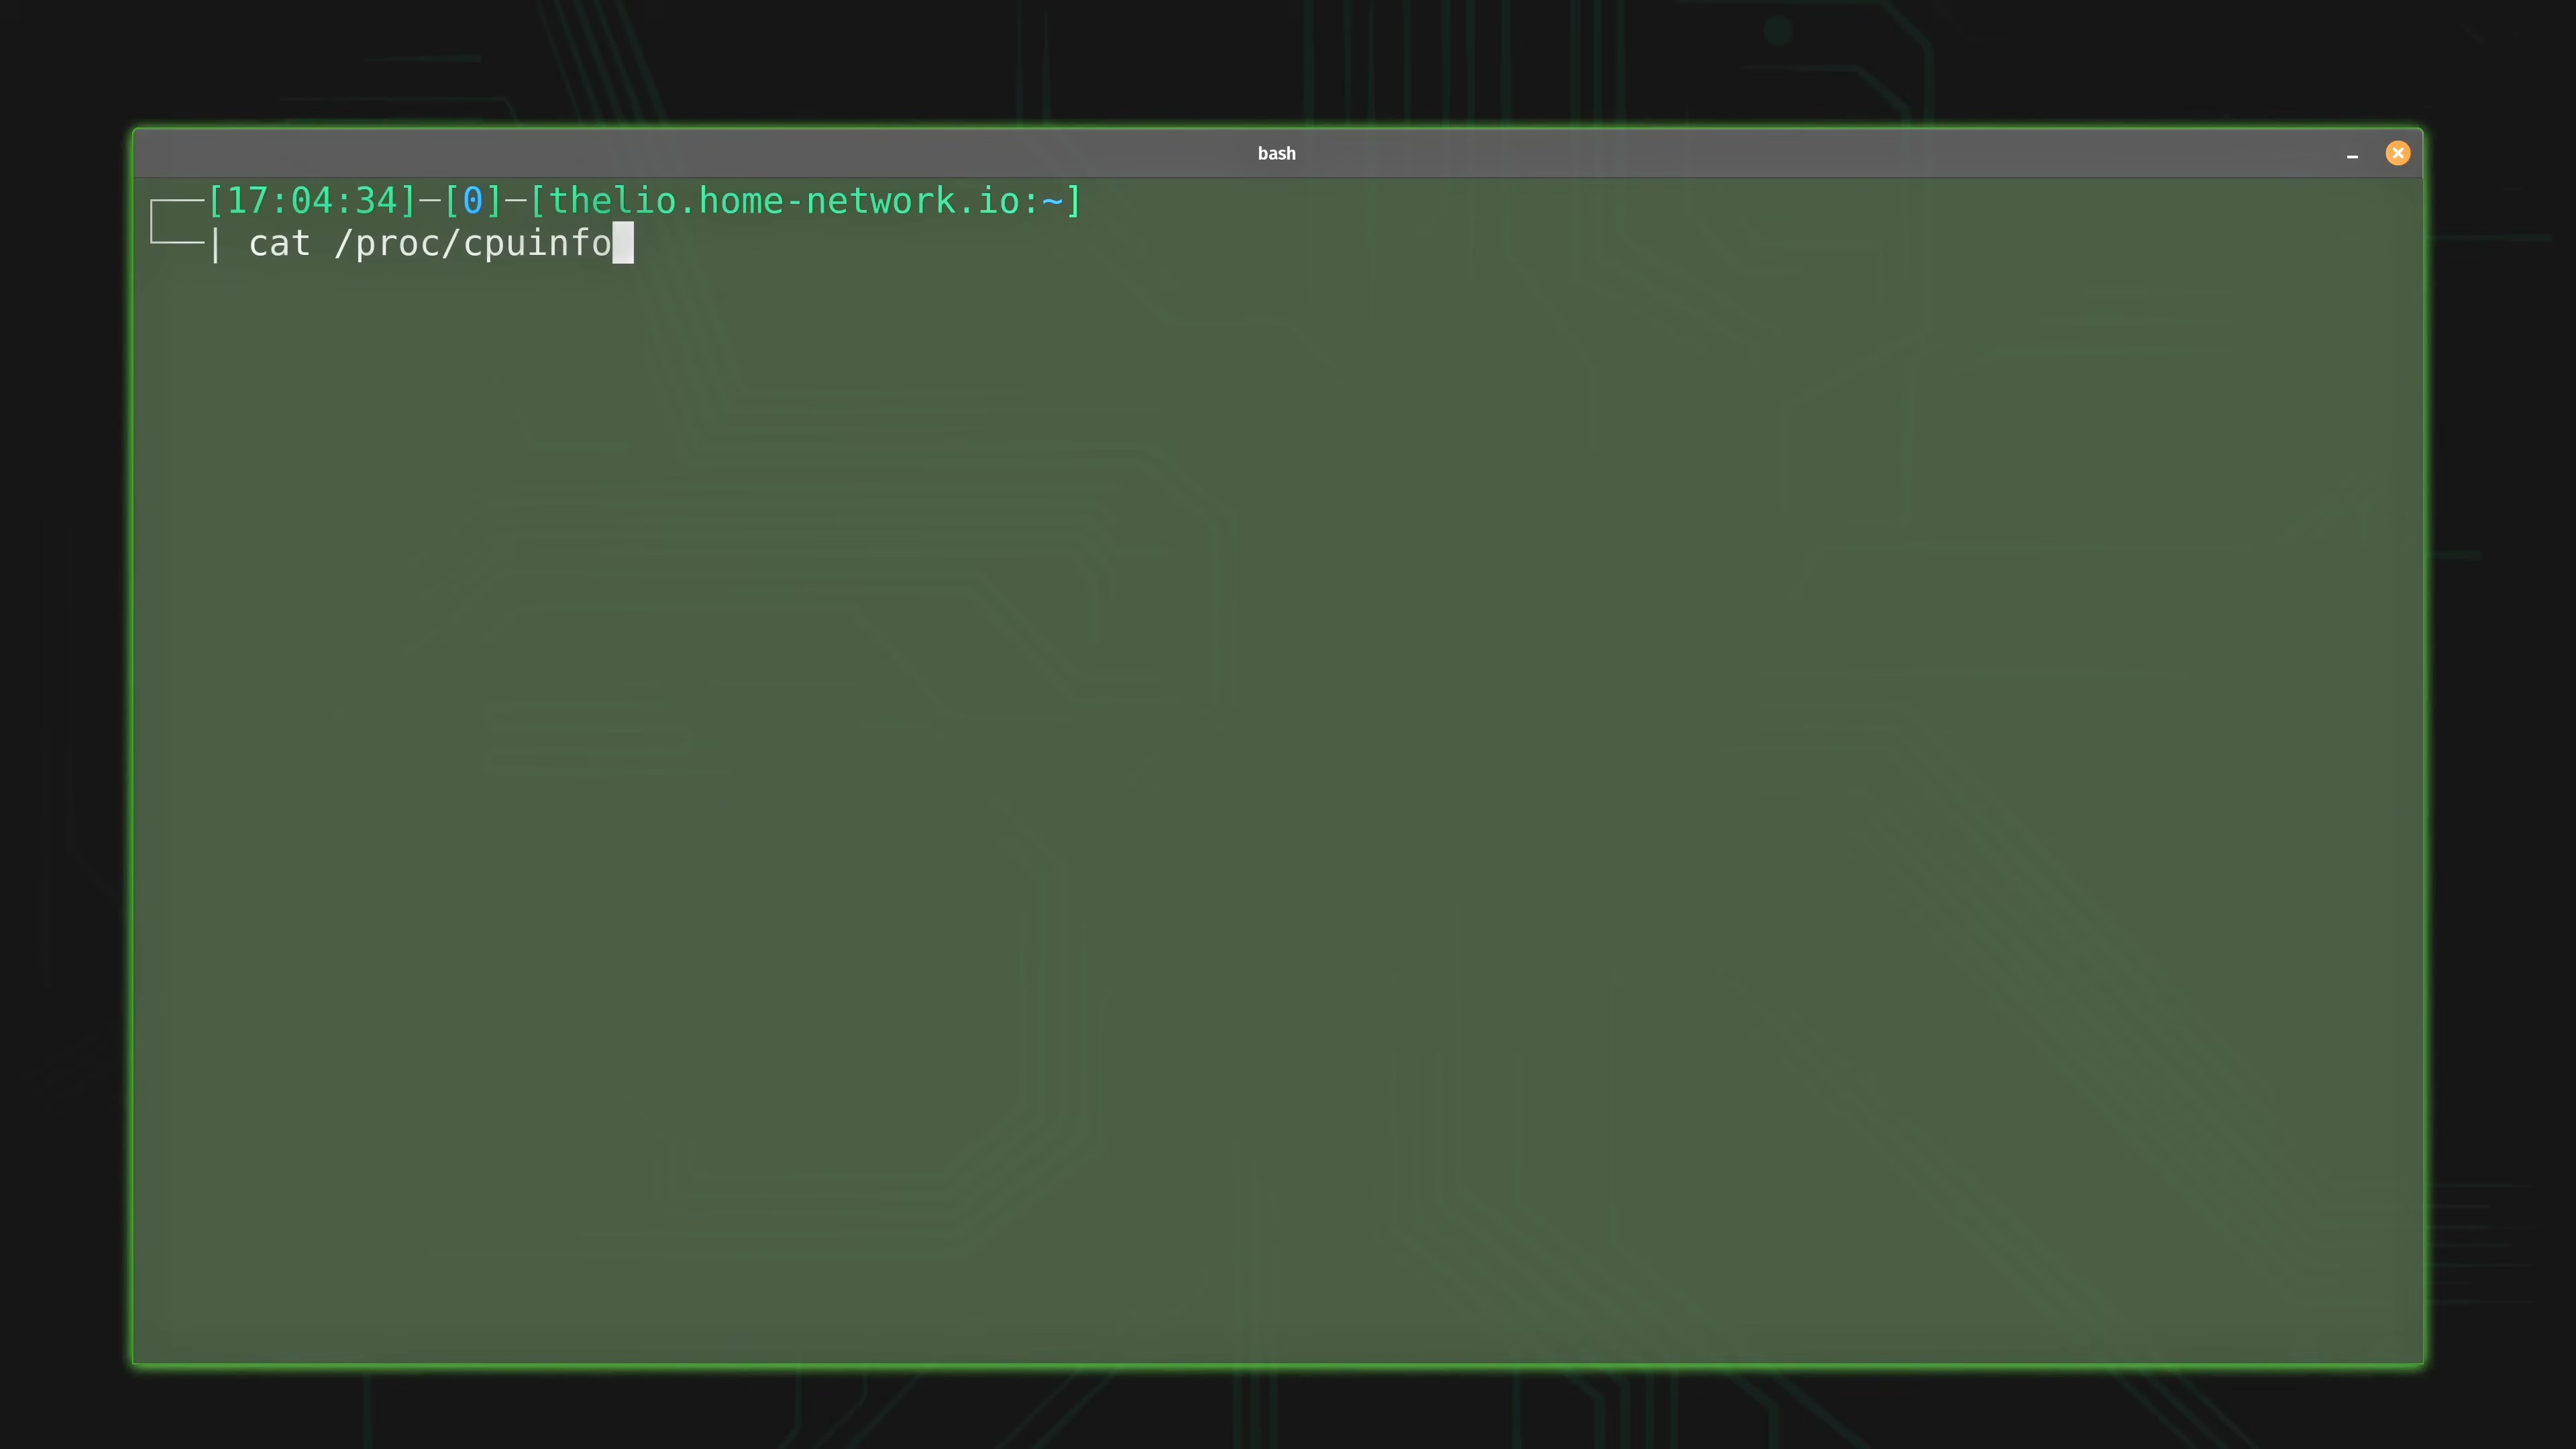 bash
┌──[17:04:34]─[0]─[thelio.home-network.io:~]
└──| cat /proc/cpuinfo